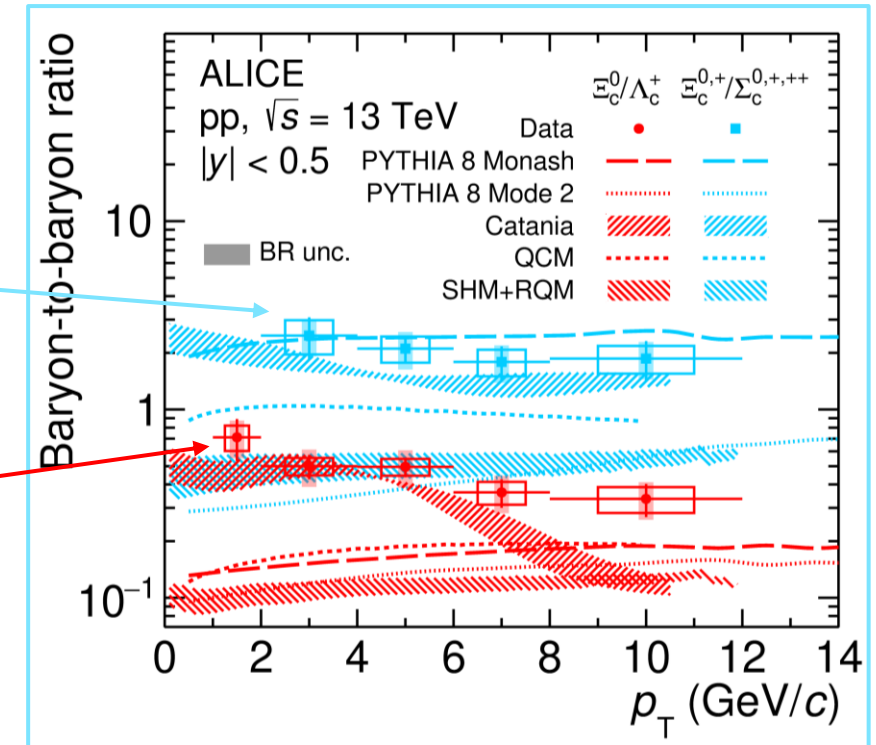 Baryon-to-baryon ratio
ALICE
pp, √s = 13 TeV
|y| < 0.5
Ξc0/Λc+ Ξc0,+/Σc0,+,++
Data
PYTHIA 8 Monash
PYTHIA 8 Mode 2
Catania
QCM
SHM+RQM
BR unc.
10
1
10−1
0 2 4 6 8 10 12 14
pT (GeV/c)